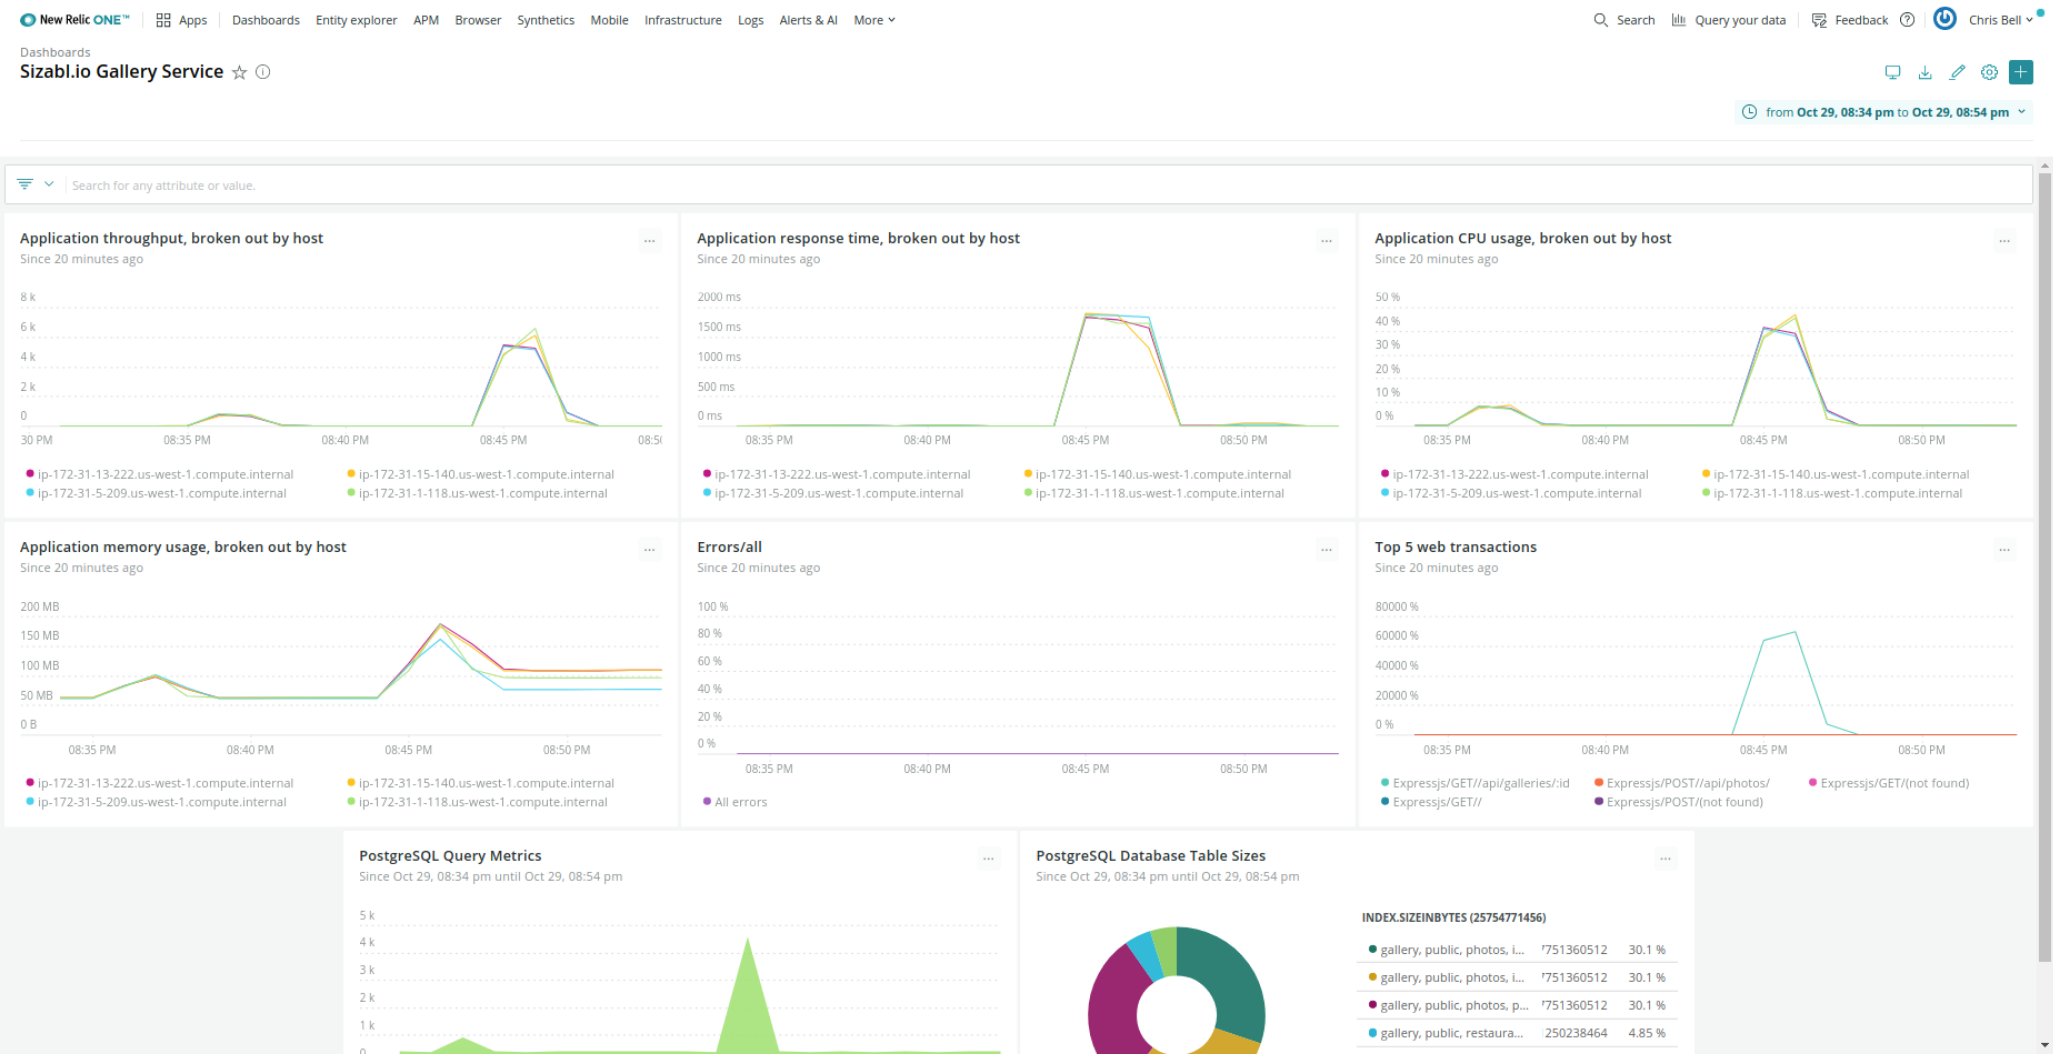 New Relic ONE™ Apps Dashboards Entity explorer APM Browser Synthetics Mobile Infrastructure Logs Alerts & AI More Search Query your data Feedback Chris Bell
Dashboards
Sizabl.io Gallery Service
from Oct 29, 08:34 pm to Oct 29, 08:54 pm
Search for any attribute or value.
Application throughput, broken out by host
Since 20 minutes ago
8 k
6 k
4 k
2 k
0
30 PM 08:35 PM 08:40 PM 08:45 PM 08:50
ip-172-31-13-222.us-west-1.compute.internal ip-172-31-15-140.us-west-1.compute.internal
ip-172-31-5-209.us-west-1.compute.internal ip-172-31-1-118.us-west-1.compute.internal
Application response time, broken out by host
Since 20 minutes ago
2000 ms
1500 ms
1000 ms
500 ms
0 ms
08:35 PM 08:40 PM 08:45 PM 08:50 PM
ip-172-31-13-222.us-west-1.compute.internal ip-172-31-15-140.us-west-1.compute.internal
ip-172-31-5-209.us-west-1.compute.internal ip-172-31-1-118.us-west-1.compute.internal
Application CPU usage, broken out by host
Since 20 minutes ago
50 %
40 %
30 %
20 %
10 %
0 %
08:35 PM 08:40 PM 08:45 PM 08:50 PM
ip-172-31-13-222.us-west-1.compute.internal ip-172-31-15-140.us-west-1.compute.internal
ip-172-31-5-209.us-west-1.compute.internal ip-172-31-1-118.us-west-1.compute.internal
Application memory usage, broken out by host
Since 20 minutes ago
200 MB
150 MB
100 MB
50 MB
0 B
08:35 PM 08:40 PM 08:45 PM 08:50 PM
ip-172-31-13-222.us-west-1.compute.internal ip-172-31-15-140.us-west-1.compute.internal
ip-172-31-5-209.us-west-1.compute.internal ip-172-31-1-118.us-west-1.compute.internal
Errors/all
Since 20 minutes ago
100 %
80 %
60 %
40 %
20 %
0 %
08:35 PM 08:40 PM 08:45 PM 08:50 PM
All errors
Top 5 web transactions
Since 20 minutes ago
80000 %
60000 %
40000 %
20000 %
0 %
08:35 PM 08:40 PM 08:45 PM 08:50 PM
Expressjs/GET//api/galleries/:id Expressjs/POST//api/photos/ Expressjs/GET/(not found)
Expressjs/GET// Expressjs/POST/(not found)
PostgreSQL Query Metrics
Since Oct 29, 08:34 pm until Oct 29, 08:54 pm
5 k
4 k
3 k
2 k
1 k
0
PostgreSQL Database Table Sizes
Since Oct 29, 08:34 pm until Oct 29, 08:54 pm
INDEX.SIZEINBYTES (25754771456)
gallery, public, photos, i... 751360512 30.1 %
gallery, public, photos, i... 751360512 30.1 %
gallery, public, photos, p... 751360512 30.1 %
gallery, public, restaura... 250238464 4.85 %